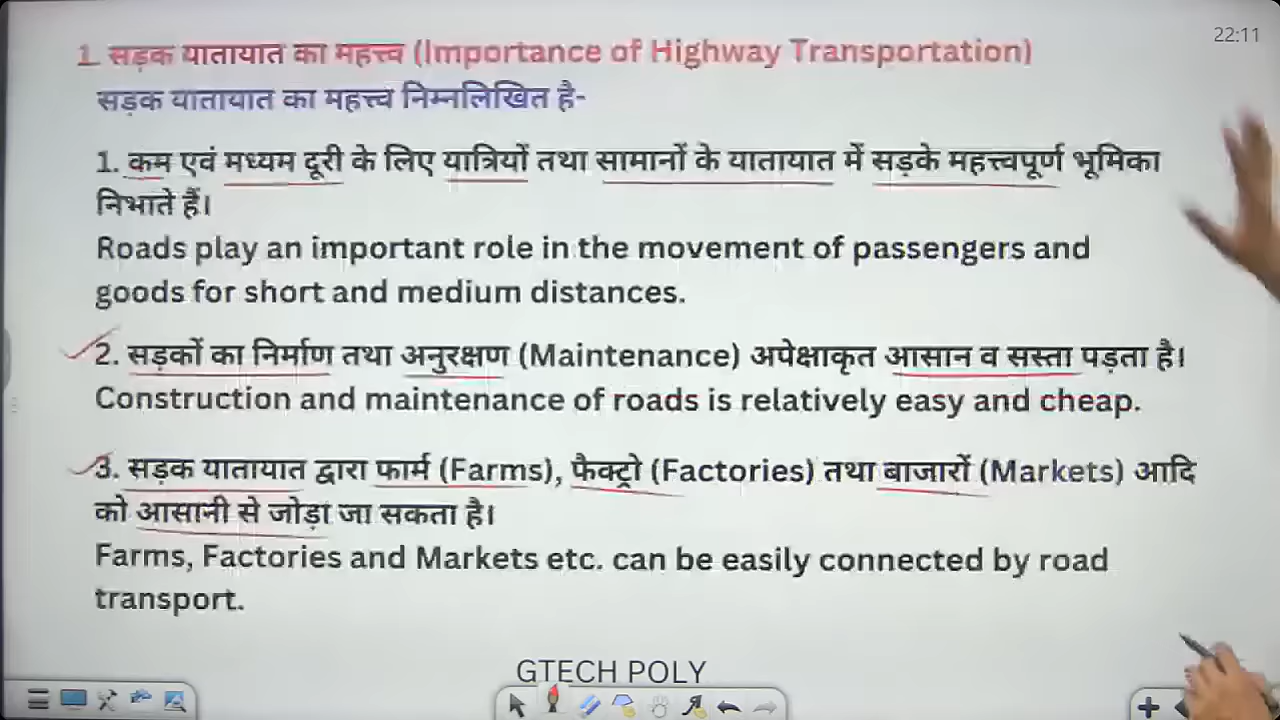 22:11
1. सड़क यातायात का महत्त्व (Importance of Highway Transportation)
सड़क यातायात का महत्त्व निम्नलिखित है-
1. कम एवं मध्यम दूरी के लिए यात्रियों तथा सामानों के यातायात में सड़के महत्त्वपूर्ण भूमिका
निभाते हैं।
Roads play an important role in the movement of passengers and
goods for short and medium distances.
2. सड़कों का निर्माण तथा अनुरक्षण (Maintenance) अपेक्षाकृत आसान व सस्ता पड़ता है।
Construction and maintenance of roads is relatively easy and cheap.
3. सड़क यातायात द्वारा फार्म (Farms), फैक्ट्रो (Factories) तथा बाजारों (Markets) आदि
को आसानी से जोड़ा जा सकता है।
Farms, Factories and Markets etc. can be easily connected by road
transport.
GTECH POLY